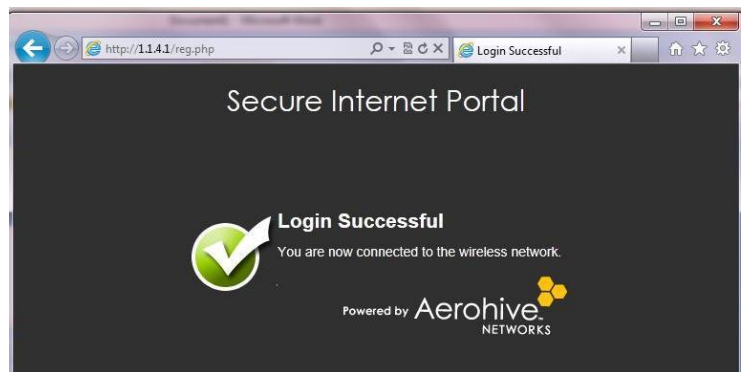 http://1.1.4.1/reg.php
Login Successful
Secure Internet Portal
Login Successful
You are now connected to the wireless network.
Powered by Aerohive
NETWORKS